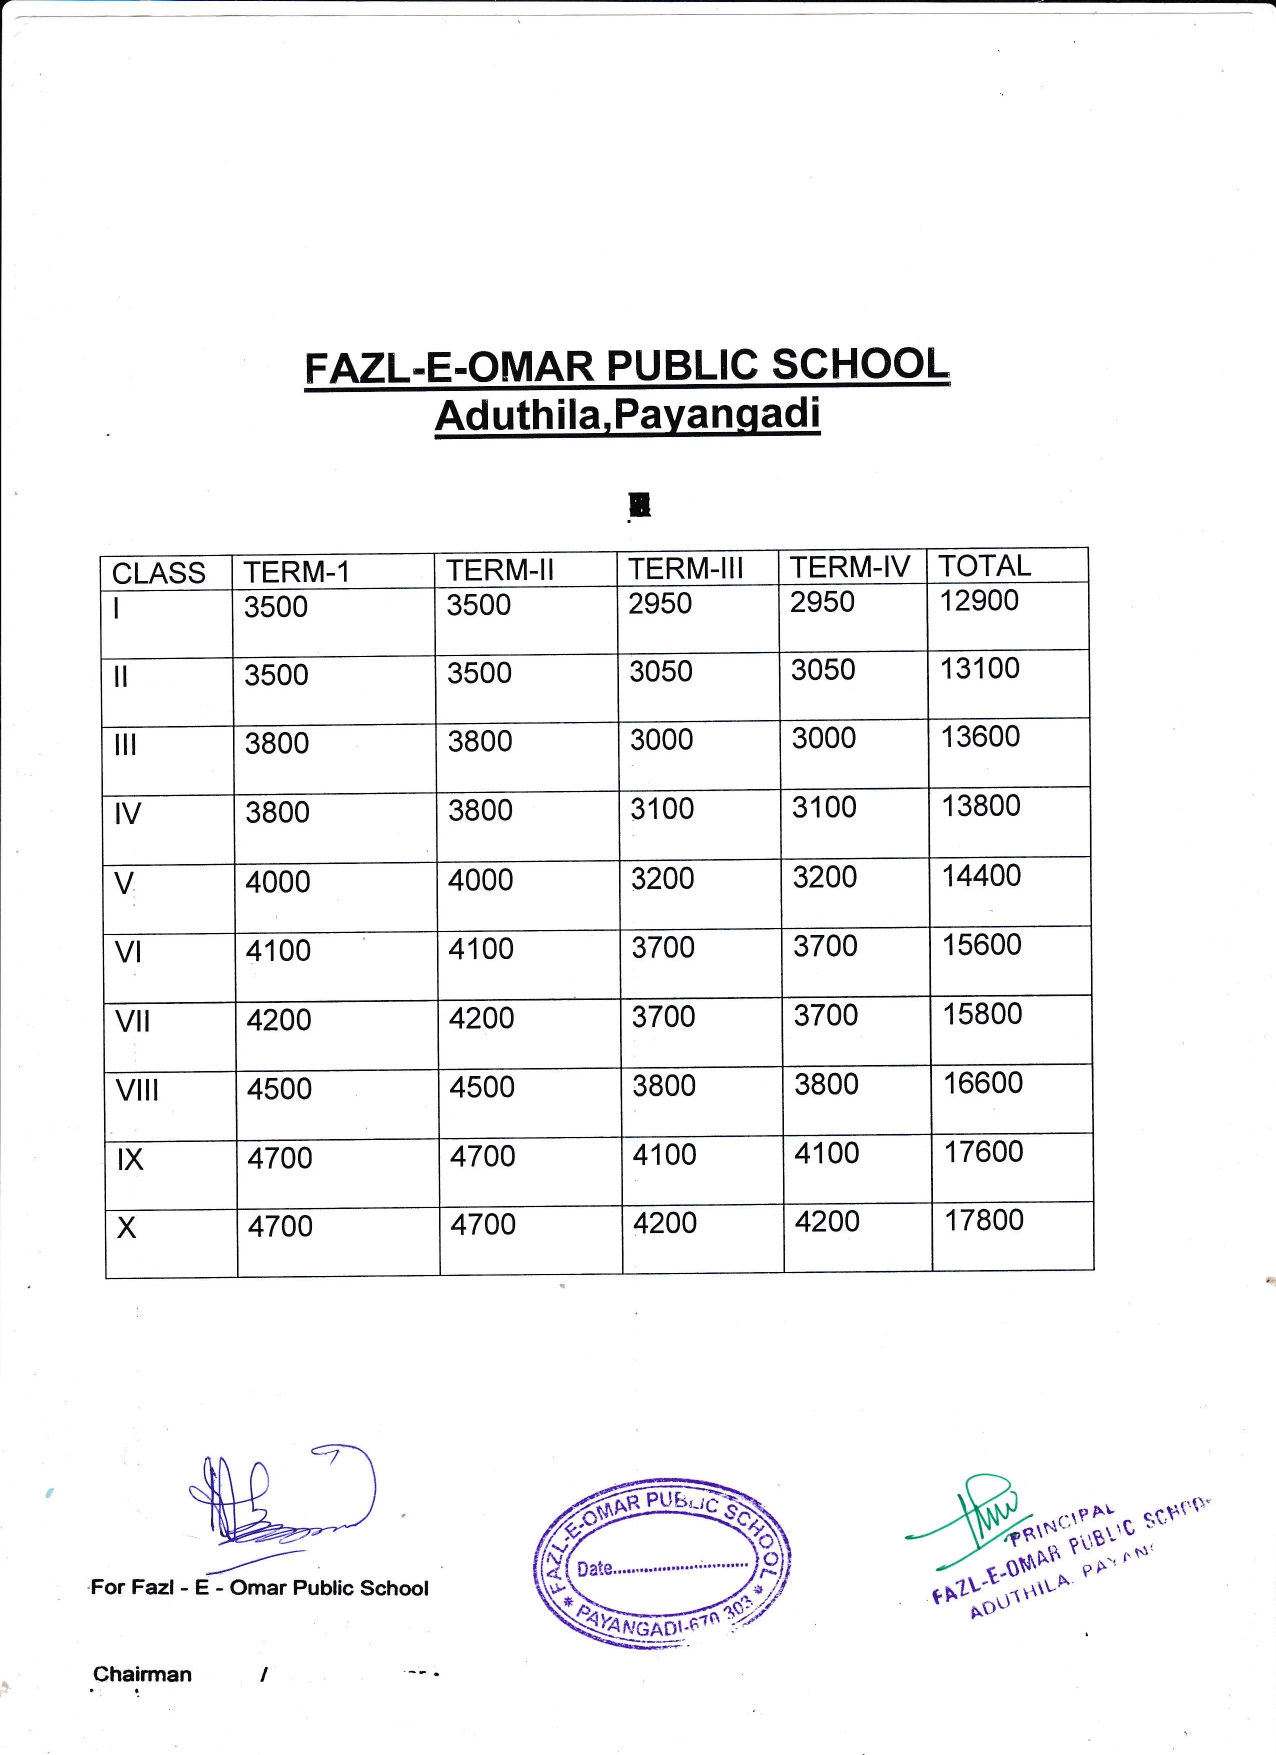 FAZL-E-OMAR PUBLIC SCHOOL
Aduthila,Payangadi
CLASS TERM-1 TERM-II TERM-III TERM-IV TOTAL
I 3500 3500 2950 2950 12900
II 3500 3500 3050 3050 13100
III 3800 3800 3000 3000 13600
IV 3800 3800 3100 3100 13800
V 4000 4000 3200 3200 14400
VI 4100 4100 3700 3700 15600
VII 4200 4200 3700 3700 15800
VIII 4500 4500 3800 3800 16600
IX 4700 4700 4100 4100 17600
X 4700 4700 4200 4200 17800
For Fazl - E - Omar Public School
Chairman /
FAZL-E-OMAR PUBLIC SCHOOL
Date..............................
* PAYANGADI-670 303 *
PRINCIPAL
FAZL-E-OMAR PUBLIC SCHOO
ADUTHILA. PAYAN